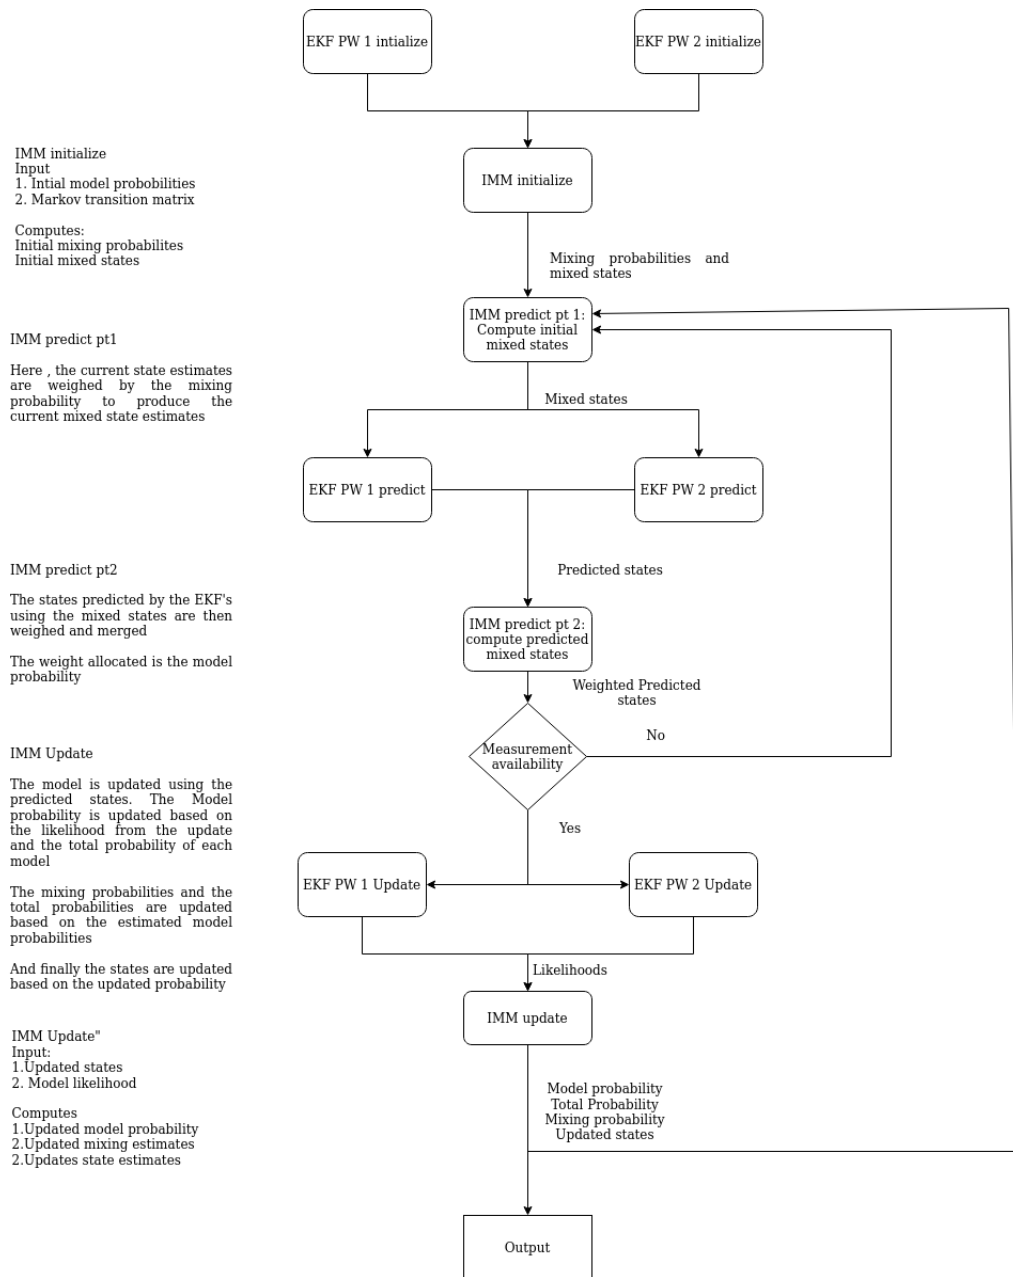 EKF PW 1 intialize
EKF PW 2 initialize
IMM initialize
Input
1. Intial model probobilities
2. Markov transition matrix
Computes:
Initial mixing probabilites
Initial mixed states
IMM initialize
Mixing probabilities and
mixed states
IMM predict pt 1:
Compute initial
mixed states
IMM predict pt1
Here , the current state estimates
are weighed by the mixing
probability to produce the
current mixed state estimates
Mixed states
EKF PW 1 predict
EKF PW 2 predict
IMM predict pt2
The states predicted by the EKF's
using the mixed states are then
weighed and merged
The weight allocated is the model
probability
Predicted states
IMM predict pt 2:
compute predicted
mixed states
Weighted Predicted
states
No
Measurement
availability
Yes
IMM Update
The model is updated using the
predicted states. The Model
probability is updated based on
the likelihood from the update
and the total probability of each
model
The mixing probabilities and the
total probabilities are updated
based on the estimated model
probabilities
And finally the states are updated
based on the updated probability
EKF PW 1 Update
EKF PW 2 Update
Likelihoods
IMM update
IMM Update"
Input:
1.Updated states
2. Model likelihood
Computes
1.Updated model probability
2.Updated mixing estimates
2.Updates state estimates
Model probability
Total Probability
Mixing probability
Updated states
Output